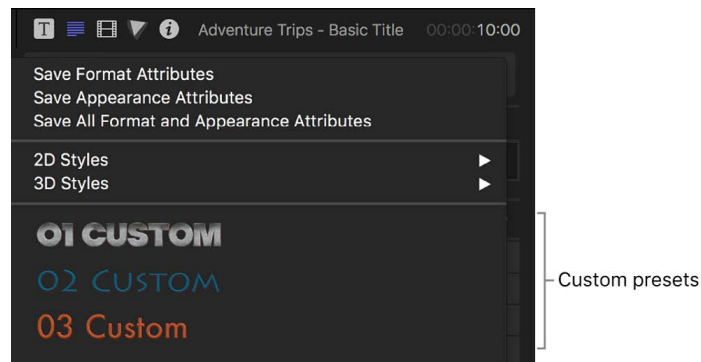 T Adventure Trips - Basic Title 00:00:10:00
Save Format Attributes
Save Appearance Attributes
Save All Format and Appearance Attributes
2D Styles
3D Styles
01 CUSTOM
02 CUSTOM
03 Custom
Custom presets